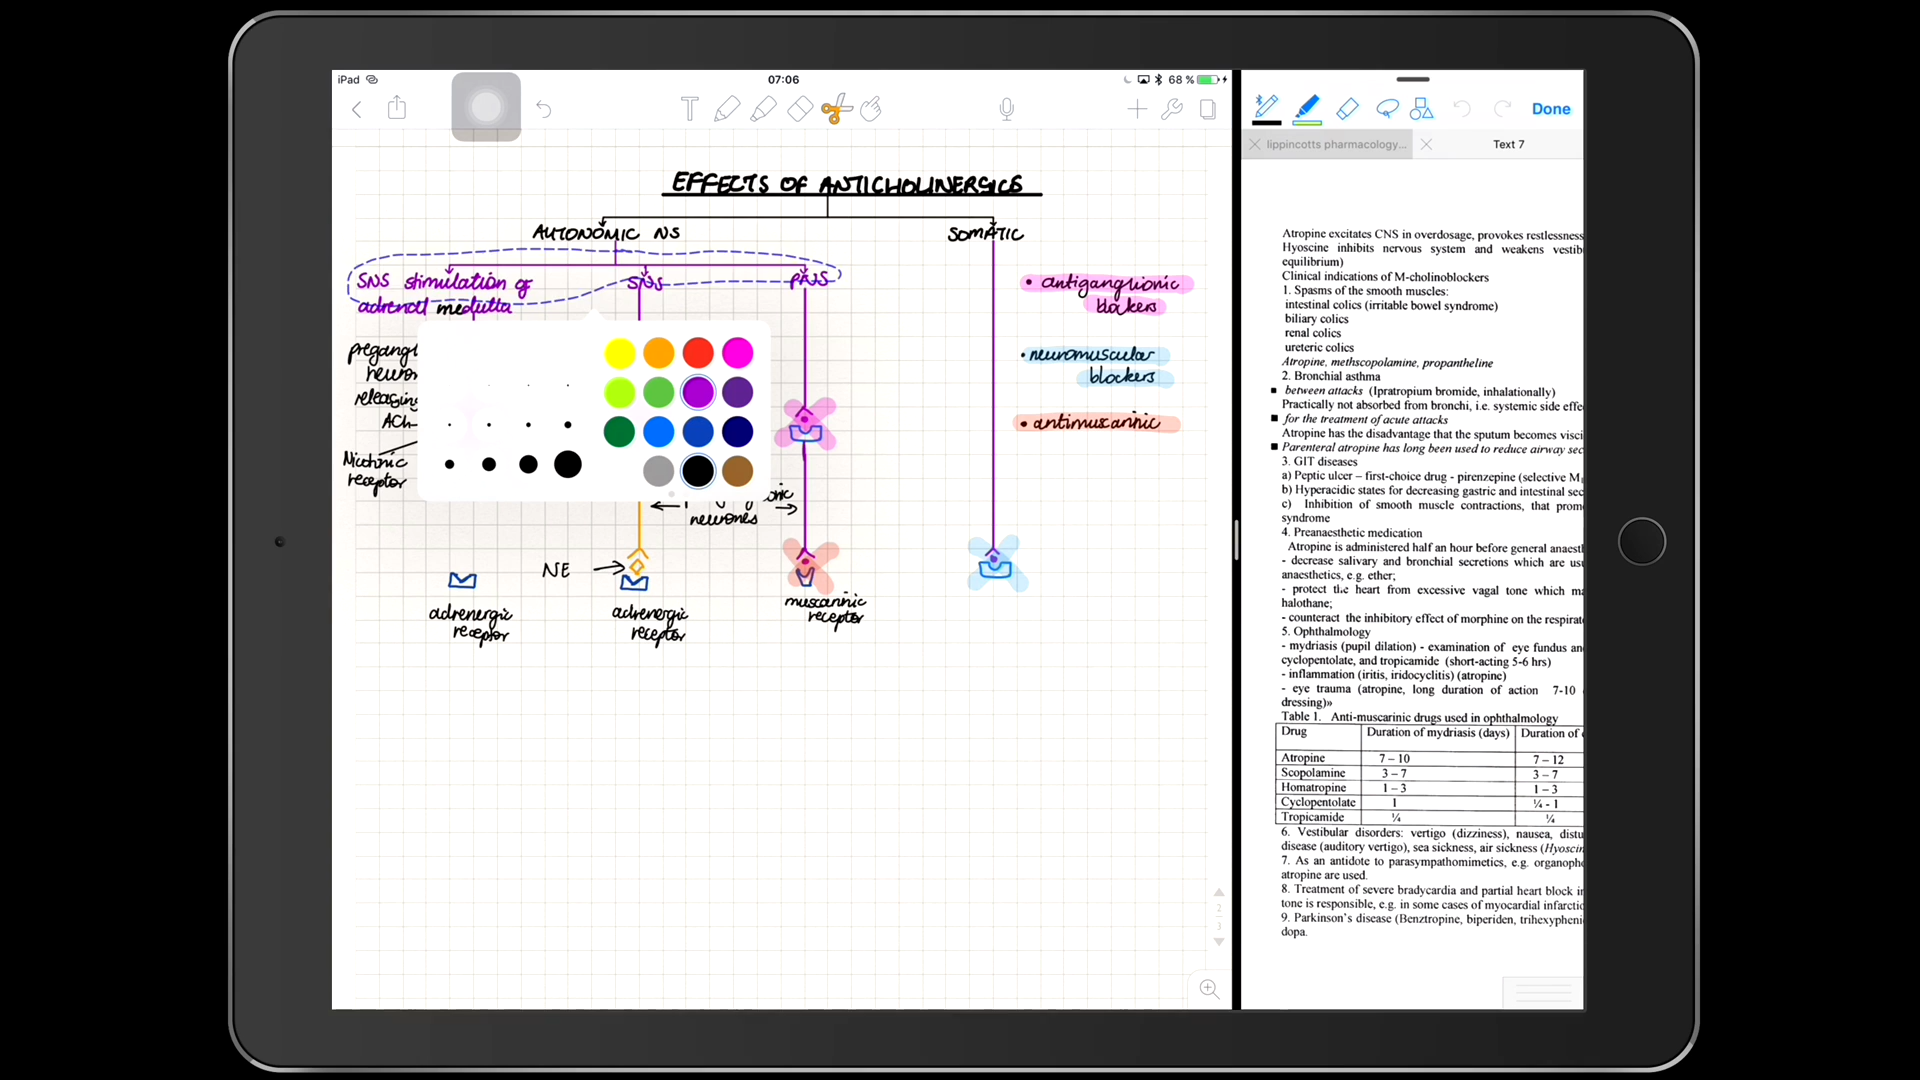 iPad
07:06
68 %
T
Done
lippincotts pharmacology...
Text 7
EFFECTS OF ANTICHOLINERGICS
AUTONOMIC NS
SOMATIC
SNS stimulation of
adrenal medulla
SNS
PNS
• antiganglionic
blockers
• neuromuscular
blockers
• antimuscarinic
neurons
releasing
ACh
Nicotinic
receptor
neurones
NE
adrenergic
receptor
adrenergic
receptor
muscarinic
receptor
2
3
Atropine excitates CNS in overdosage, provokes restlessness
Hyoscine inhibits nervous system and weakens vestib
equilibrium)
Clinical indications of M-cholinoblockers
1. Spasms of the smooth muscles:
intestinal colics (irritable bowel syndrome)
biliary colics
renal colics
ureteric colics
Atropine, methscopolamine, propantheline
2. Bronchial asthma
■ between attacks (Ipratropium bromide, inhalationally)
Practically not absorbed from bronchi, i.e. systemic side effe
■ for the treatment of acute attacks
Atropine has the disadvantage that the sputum becomes visci
■ Parenteral atropine has long been used to reduce airway sec
3. GIT diseases
a) Peptic ulcer – first-choice drug - pirenzepine (selective M
b) Hyperacidic states for decreasing gastric and intestinal sec
c) Inhibition of smooth muscle contractions, that prom
syndrome
4. Preanaesthetic medication
Atropine is administered half an hour before general anaest
- decrease salivary and bronchial secretions which are us
anaesthetics, e.g. ether;
- protect the heart from excessive vagal tone which ma
halothane;
- counteract the inhibitory effect of morphine on the respirat
5. Ophthalmology
- mydriasis (pupil dilation) - examination of eye fundus an
cyclopentolate, and tropicamide (short-acting 5-6 hrs)
- inflammation (iritis, iridocyclitis) (atropine)
- eye trauma (atropine, long duration of action 7-10
dressing)»
Table 1. Anti-muscarinic drugs used in ophthalmology
Drug Duration of mydriasis (days) Duration of
Atropine 7 – 10 7 – 12
Scopolamine 3 – 7 3 – 7
Homatropine 1 – 3 1 – 3
Cyclopentolate 1 ¼ - 1
Tropicamide ¼ ¼
6. Vestibular disorders: vertigo (dizziness), nausea, distu
disease (auditory vertigo), sea sickness, air sickness (Hyoscin
7. As an antidote to parasympathomimetics, e.g. organopho
atropine are used.
8. Treatment of severe bradycardia and partial heart block in
tone is responsible, e.g. in some cases of myocardial infarctic
9. Parkinson's disease (Benztropine, biperiden, trihexypheni
dopa.